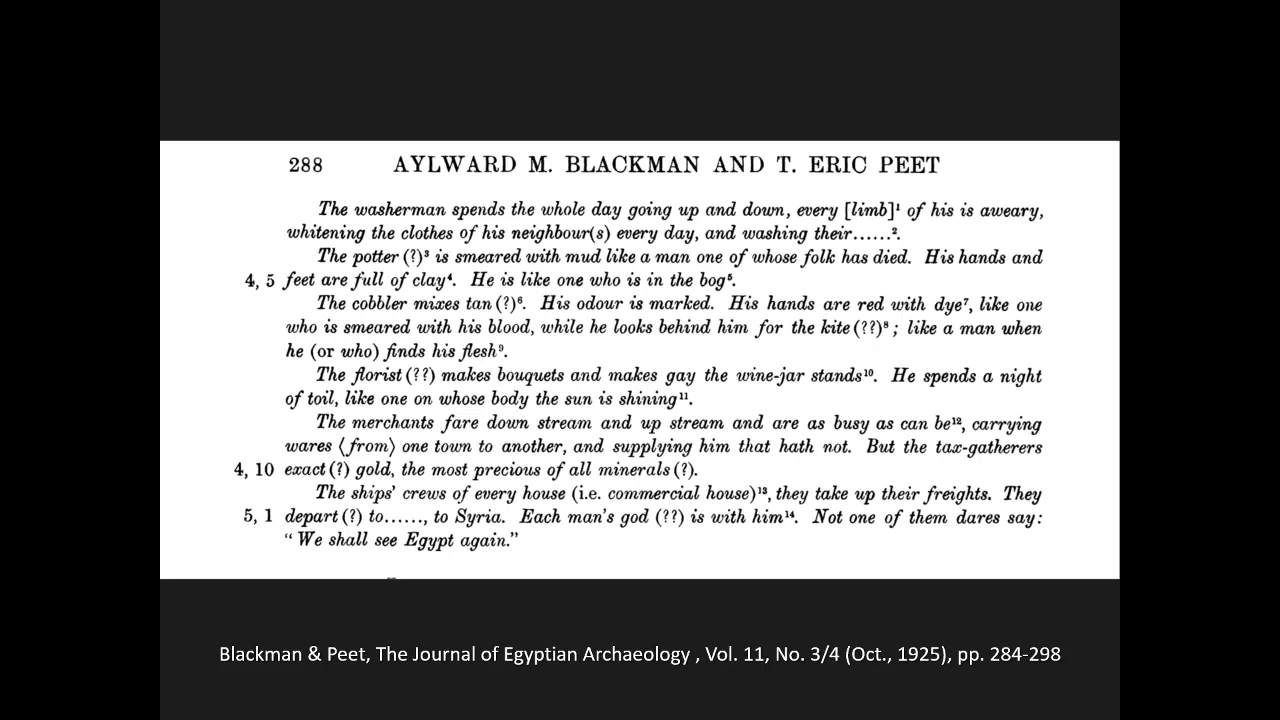 288 AYLWARD M. BLACKMAN AND T. ERIC PEET
The washerman spends the whole day going up and down, every [limb]¹ of his is aweary,
whitening the clothes of his neighbour(s) every day, and washing their......².
The potter (?)³ is smeared with mud like a man one of whose folk has died. His hands and
4, 5 feet are full of clay⁴. He is like one who is in the bog⁵.
The cobbler mixes tan (?)⁶. His odour is marked. His hands are red with dye⁷, like one
who is smeared with his blood, while he looks behind him for the kite (??)⁸; like a man when
he (or who) finds his flesh⁹.
The florist (??) makes bouquets and makes gay the wine-jar stands¹⁰. He spends a night
of toil, like one on whose body the sun is shining¹¹.
The merchants fare down stream and up stream and are as busy as can be¹², carrying
wares ⟨from⟩ one town to another, and supplying him that hath not. But the tax-gatherers
4, 10 exact (?) gold, the most precious of all minerals (?).
The ships' crews of every house (i.e. commercial house)¹³, they take up their freights. They
5, 1 depart (?) to......, to Syria. Each man's god (??) is with him¹⁴. Not one of them dares say:
"We shall see Egypt again."
Blackman & Peet, The Journal of Egyptian Archaeology , Vol. 11, No. 3/4 (Oct., 1925), pp. 284-298